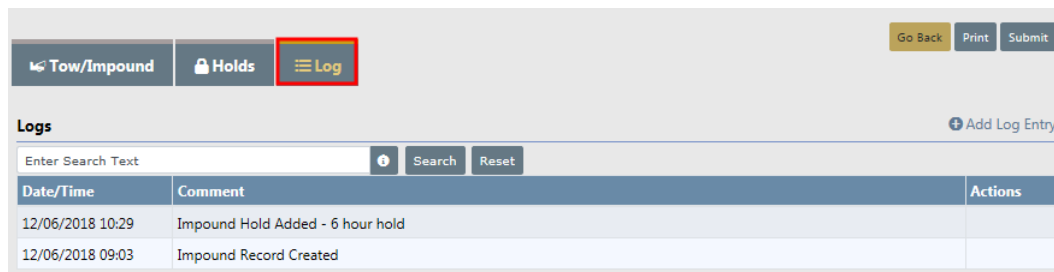 Go Back Print Submit
Tow/Impound Holds Log
Logs Add Log Entry
Enter Search Text Search Reset
Date/Time Comment Actions
12/06/2018 10:29 Impound Hold Added - 6 hour hold
12/06/2018 09:03 Impound Record Created